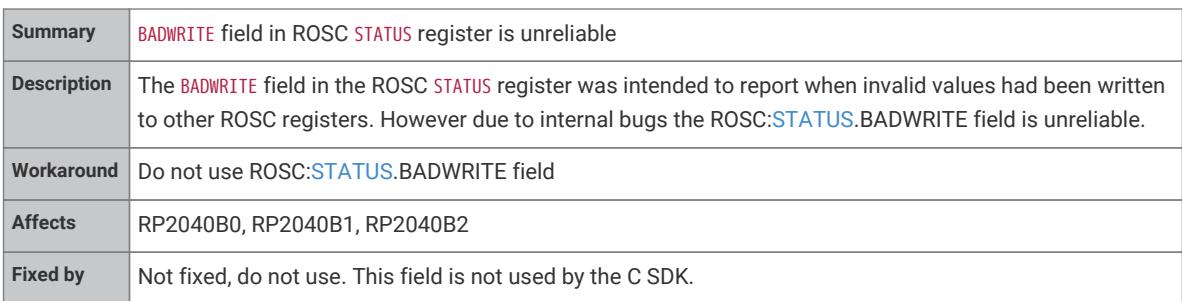 Summary BADWRITE field in ROSC STATUS register is unreliable
Description The BADWRITE field in the ROSC STATUS register was intended to report when invalid values had been written
to other ROSC registers. However due to internal bugs the ROSC:STATUS.BADWRITE field is unreliable.
Workaround Do not use ROSC:STATUS.BADWRITE field
Affects RP2040B0, RP2040B1, RP2040B2
Fixed by Not fixed, do not use. This field is not used by the C SDK.